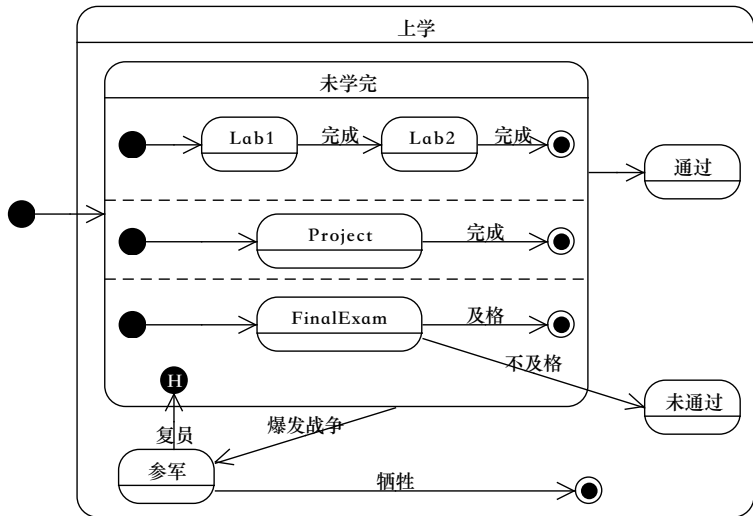 上学
未学完
Lab1
完成
Lab2
完成
通过
Project
完成
FinalExam
及格
不及格
H
未通过
复员
爆发战争
参军
牺牲